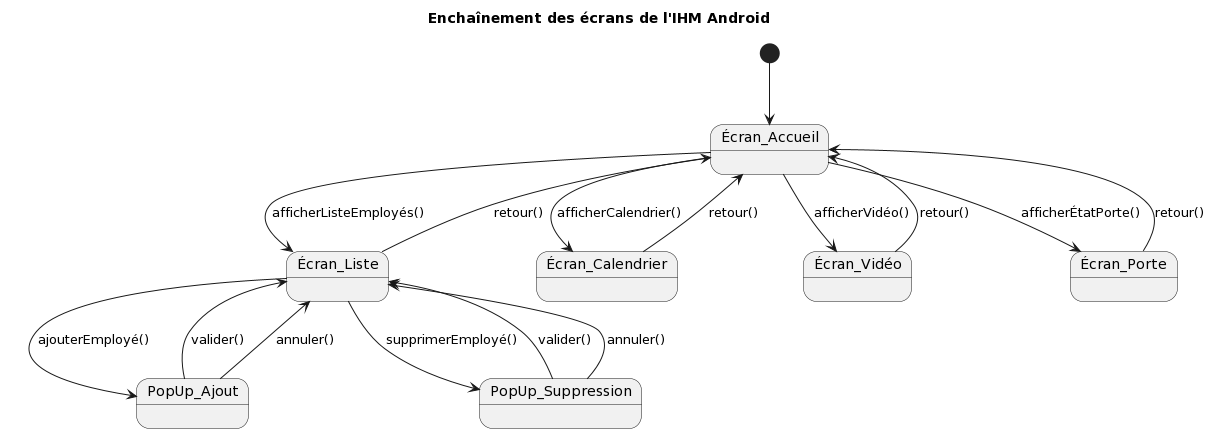 Enchaînement des écrans de l'IHM Android
Écran_Accueil
afficherListeEmployés()
retour()
afficherCalendrier()
retour()
afficherVidéo()
retour()
afficherÉtatPorte()
retour()
Écran_Liste
Écran_Calendrier
Écran_Vidéo
Écran_Porte
ajouterEmployé()
valider()
annuler()
supprimerEmployé()
valider()
annuler()
PopUp_Ajout
PopUp_Suppression